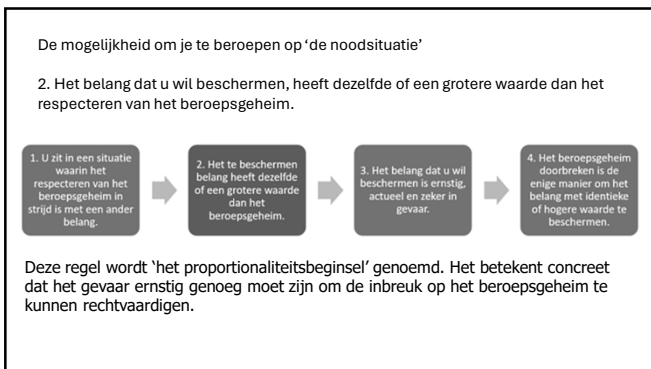 De mogelijkheid om je te beroepen op ‘de noodsituatie’
2. Het belang dat u wil beschermen, heeft dezelfde of een grotere waarde dan het
respecteren van het beroepsgeheim.
1. U zit in een situatie
waarin het
respecteren van het
beroepsgeheim in
strijd is met een ander
belang.
2. Het te beschermen
belang heeft dezelfde
of een grotere waarde
dan het
beroepsgeheim.
3. Het belang dat u wil
beschermen is ernstig,
actueel en zeker in
gevaar.
4. Het beroepsgeheim
doorbreken is de
enige manier om het
belang met identieke
of hogere waarde te
beschermen.
Deze regel wordt ‘het proportionaliteitsbeginsel’ genoemd. Het betekent concreet
dat het gevaar ernstig genoeg moet zijn om de inbreuk op het beroepsgeheim te
kunnen rechtvaardigen.